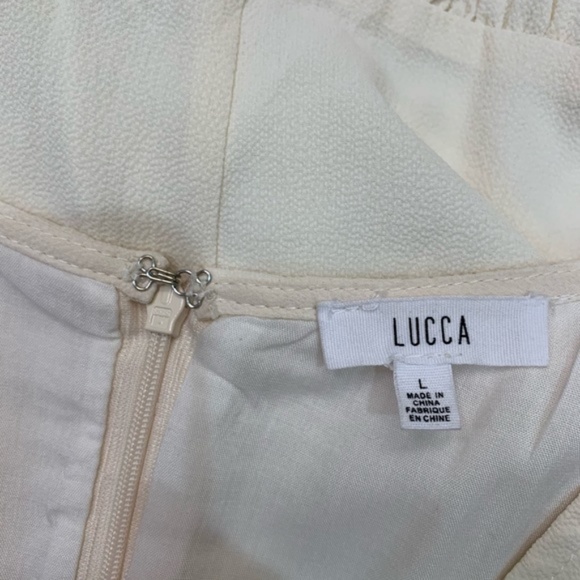 LUCCA
L
MADE IN
CHINA
FABRIQUE
EN CHINE